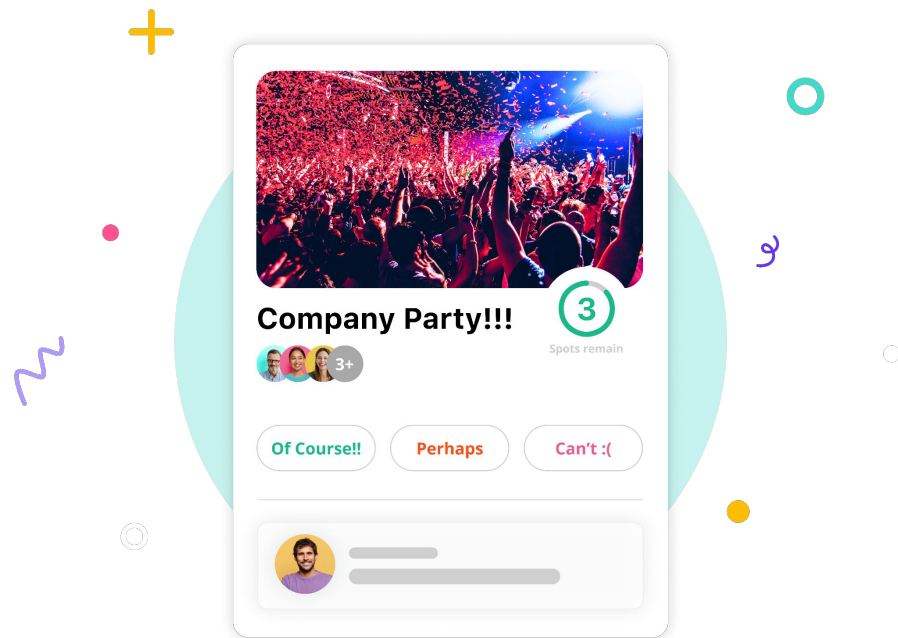 Company Party!!!
3
Spots remain
3+
Of Course!!
Perhaps
Can't :(